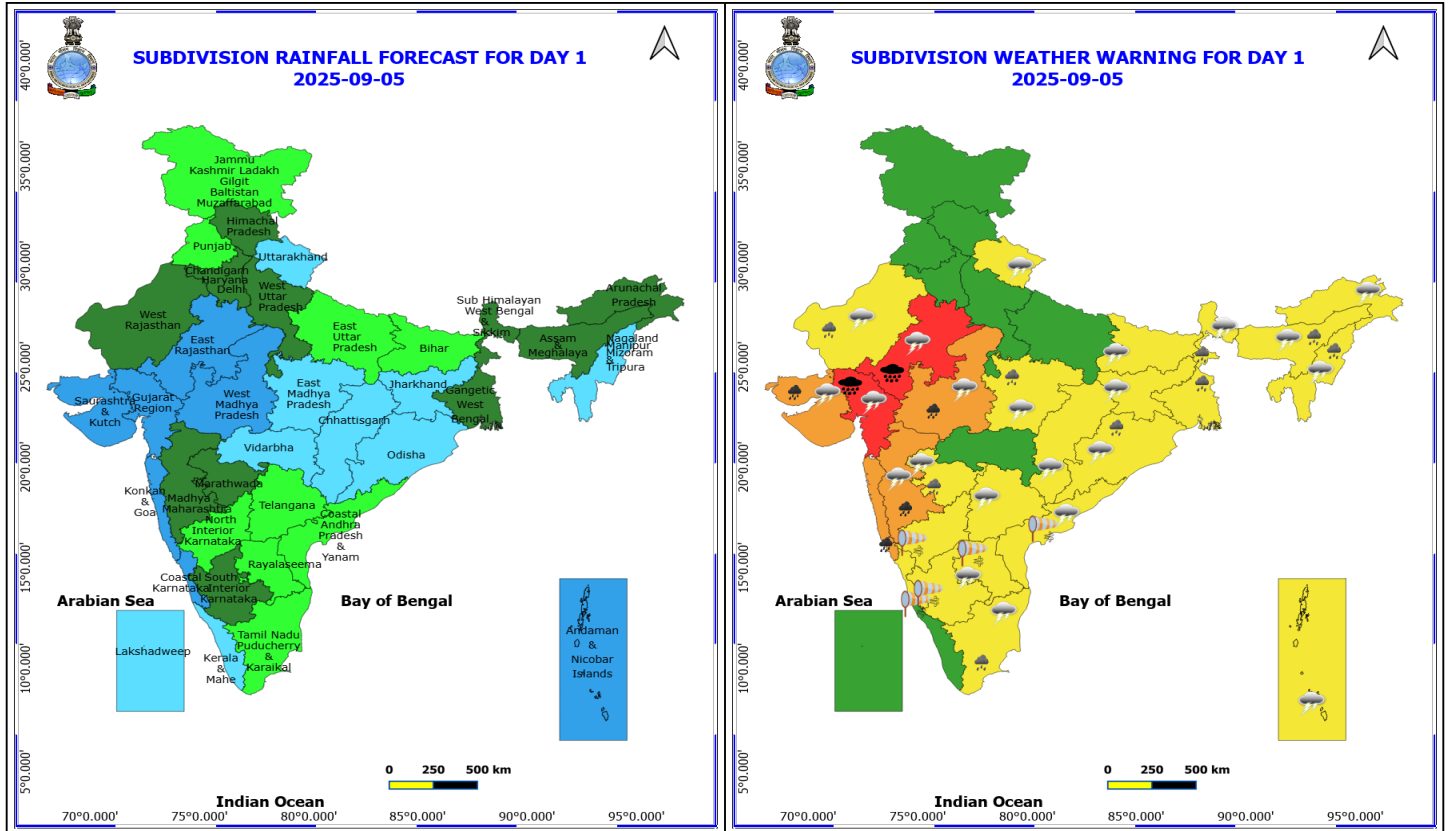 SUBDIVISION RAINFALL FORECAST FOR DAY 1
2025-09-05
40°0.000'
35°0.000'
30°0.000'
25°0.000'
20°0.000'
15°0.000'
10°0.000'
5°0.000'
Jammu
Kashmir Ladakh
Gilgit
Baltistan
Muzaffarabad
Himachal
Pradesh
Punjab
Uttarakhand
Chandigarh
Haryana
Delhi
West
Uttar
Pradesh
West
Rajasthan
East
Rajasthan
East
Uttar
Pradesh
Bihar
Sub Himalayan
West Bengal
&
Sikkim
Arunachal
Pradesh
Assam
&
Meghalaya
Nagaland
Manipur
Mizoram
&
Tripura
Saurashtra
&
Kutch
Gujarat
Region
West
Madhya
Pradesh
East
Madhya
Pradesh
Jharkhand
Gangetic
West
Bengal
Chhattisgarh
Vidarbha
Odisha
Konkan
&
Goa
Madhya
Maharashtra
Marathwada
Telangana
North
Interior
Karnataka
Coastal
Andhra
Pradesh
&
Yanam
Rayalaseema
Coastal
Karnataka
South
Interior
Karnataka
Tamil Nadu
Puducherry
&
Karaikal
Kerala
&
Mahe
Lakshadweep
Andaman
&
Nicobar
Islands
Arabian Sea
Bay of Bengal
Indian Ocean
0 250 500 km
70°0.000' 75°0.000' 80°0.000' 85°0.000' 90°0.000' 95°0.000'
SUBDIVISION WEATHER WARNING FOR DAY 1
2025-09-05
40°0.000'
35°0.000'
30°0.000'
25°0.000'
20°0.000'
15°0.000'
10°0.000'
5°0.000'
Arabian Sea
Bay of Bengal
Indian Ocean
0 250 500 km
70°0.000' 75°0.000' 80°0.000' 85°0.000' 90°0.000' 95°0.000'